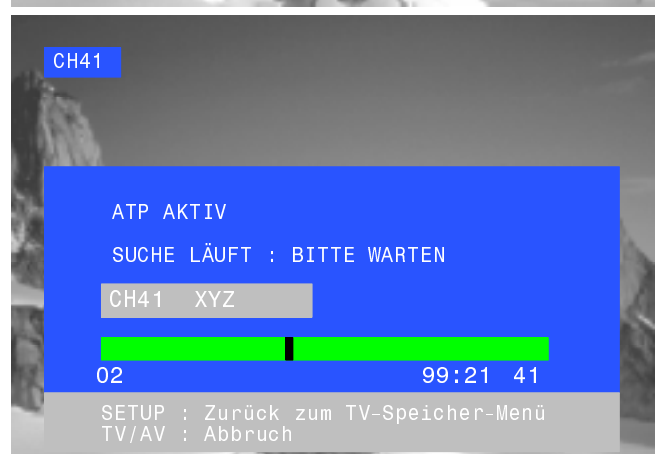 CH41
ATP AKTIV
SUCHE LÄUFT : BITTE WARTEN
CH41 XYZ
02 99:21 41
SETUP : Zurück zum TV-Speicher-Menü
TV/AV : Abbruch